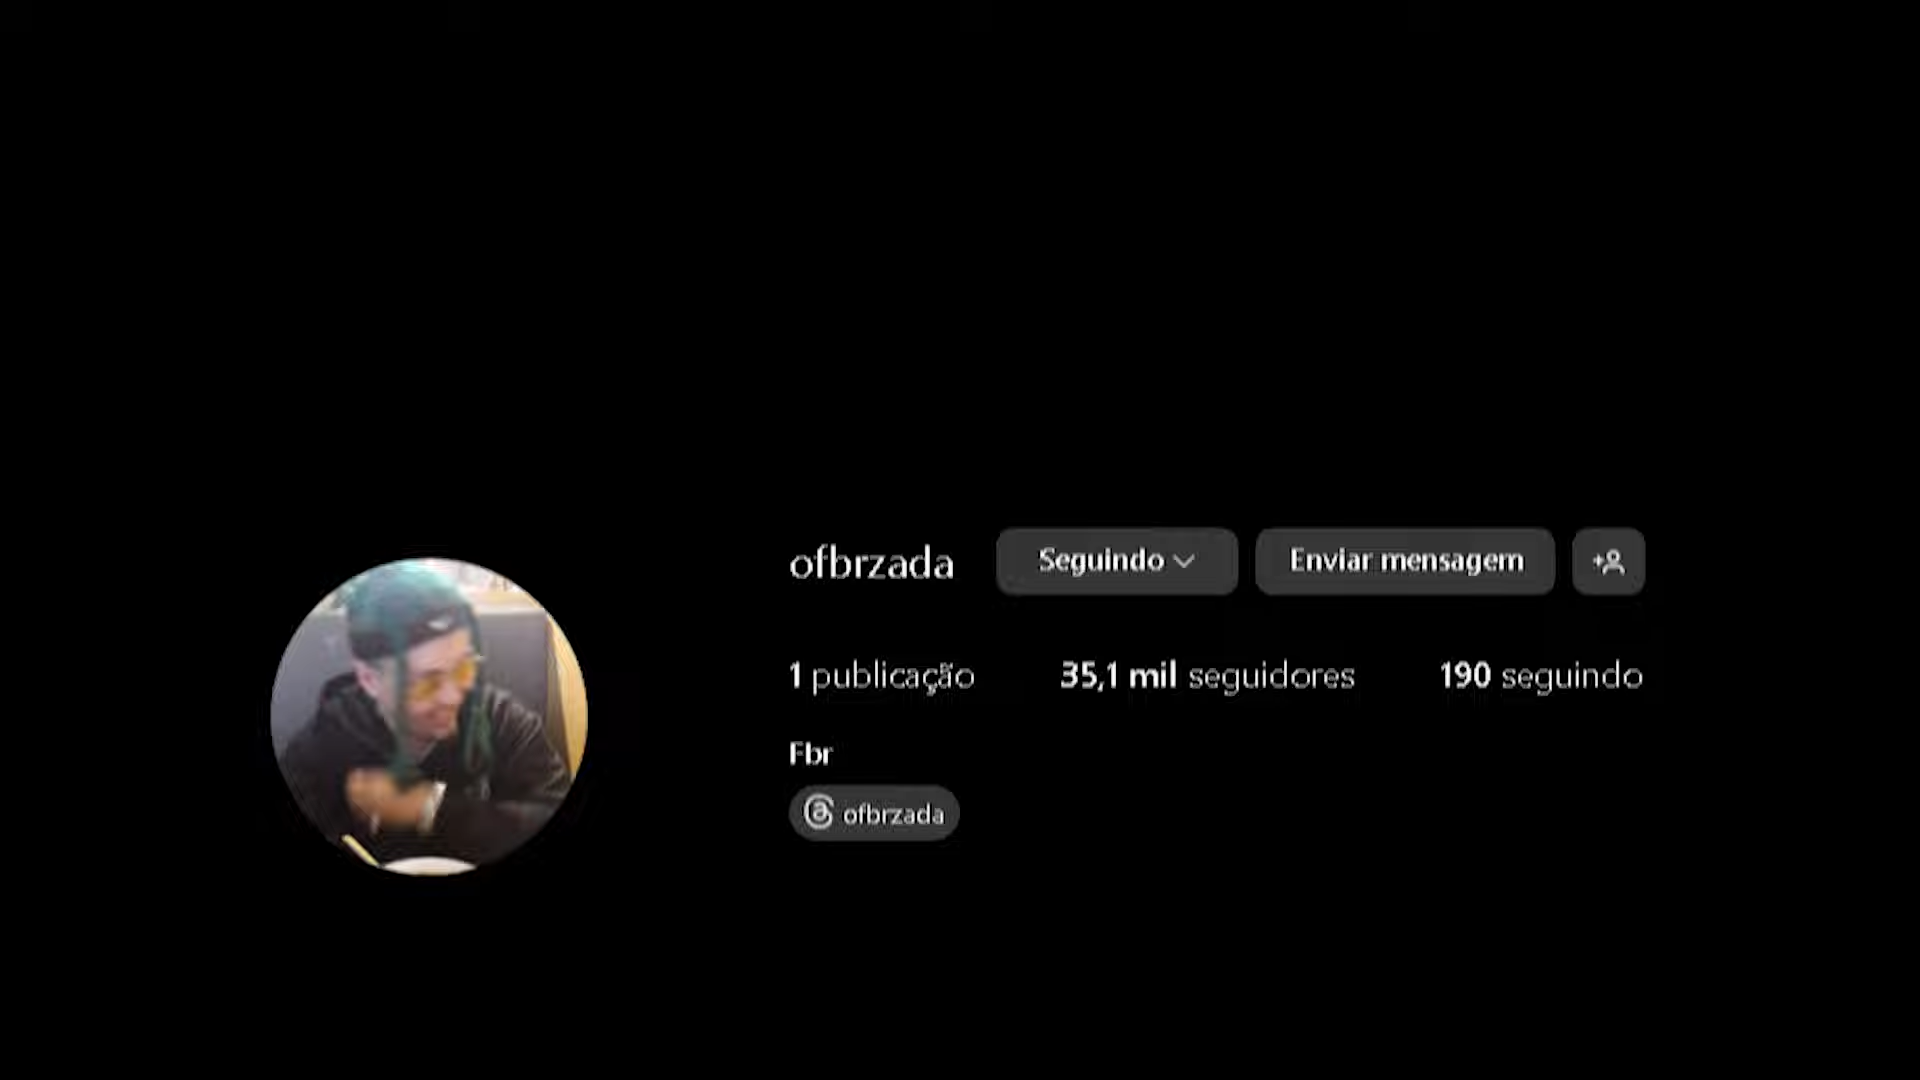 ofbrzada Seguindo Enviar mensagem
1 publicação 35,1 mil seguidores 190 seguindo
Fbr
ofbrzada